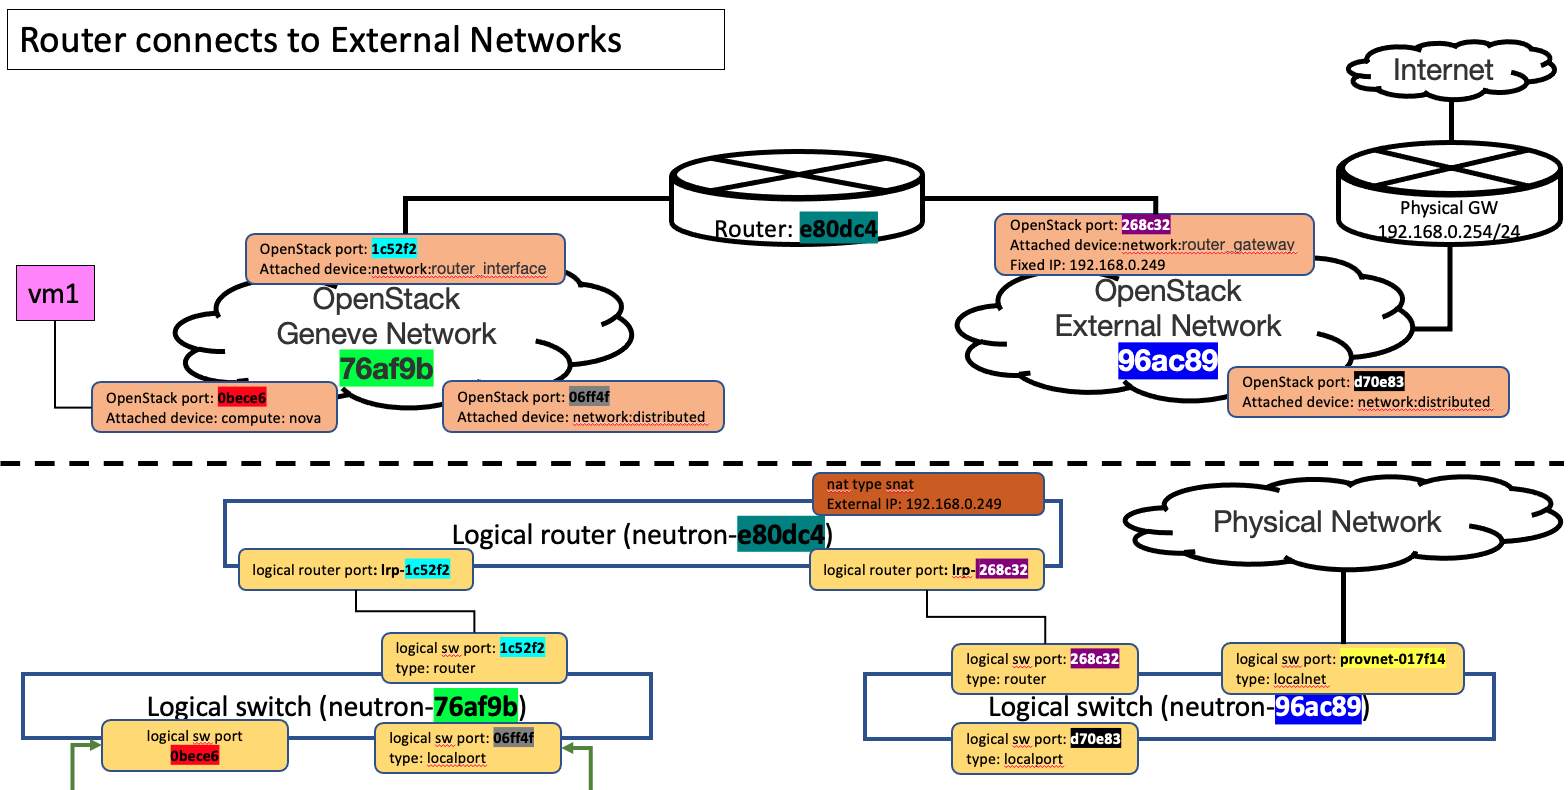 Router connects to External Networks
Internet
Physical GW
192.168.0.254/24
Router: e80dc4
OpenStack port: 1c52f2
Attached device:network:router_interface
OpenStack port: 268c32
Attached device:network:router_gateway
Fixed IP: 192.168.0.249
vm1
OpenStack
Geneve Network
76af9b
OpenStack
External Network
96ac89
OpenStack port: 0bece6
Attached device: compute: nova
OpenStack port: 06ff4f
Attached device: network:distributed
OpenStack port: d70e83
Attached device: network:distributed
nat type snat
External IP: 192.168.0.249
Logical router (neutron-e80dc4)
Physical Network
logical router port: lrp-1c52f2
logical router port: lrp- 268c32
logical sw port: 1c52f2
type: router
logical sw port: 268c32
type: router
logical sw port: provnet-017f14
type: localnet
Logical switch (neutron-76af9b)
Logical switch (neutron-96ac89)
logical sw port
0bece6
logical sw port: 06ff4f
type: localport
logical sw port: d70e83
type: localport